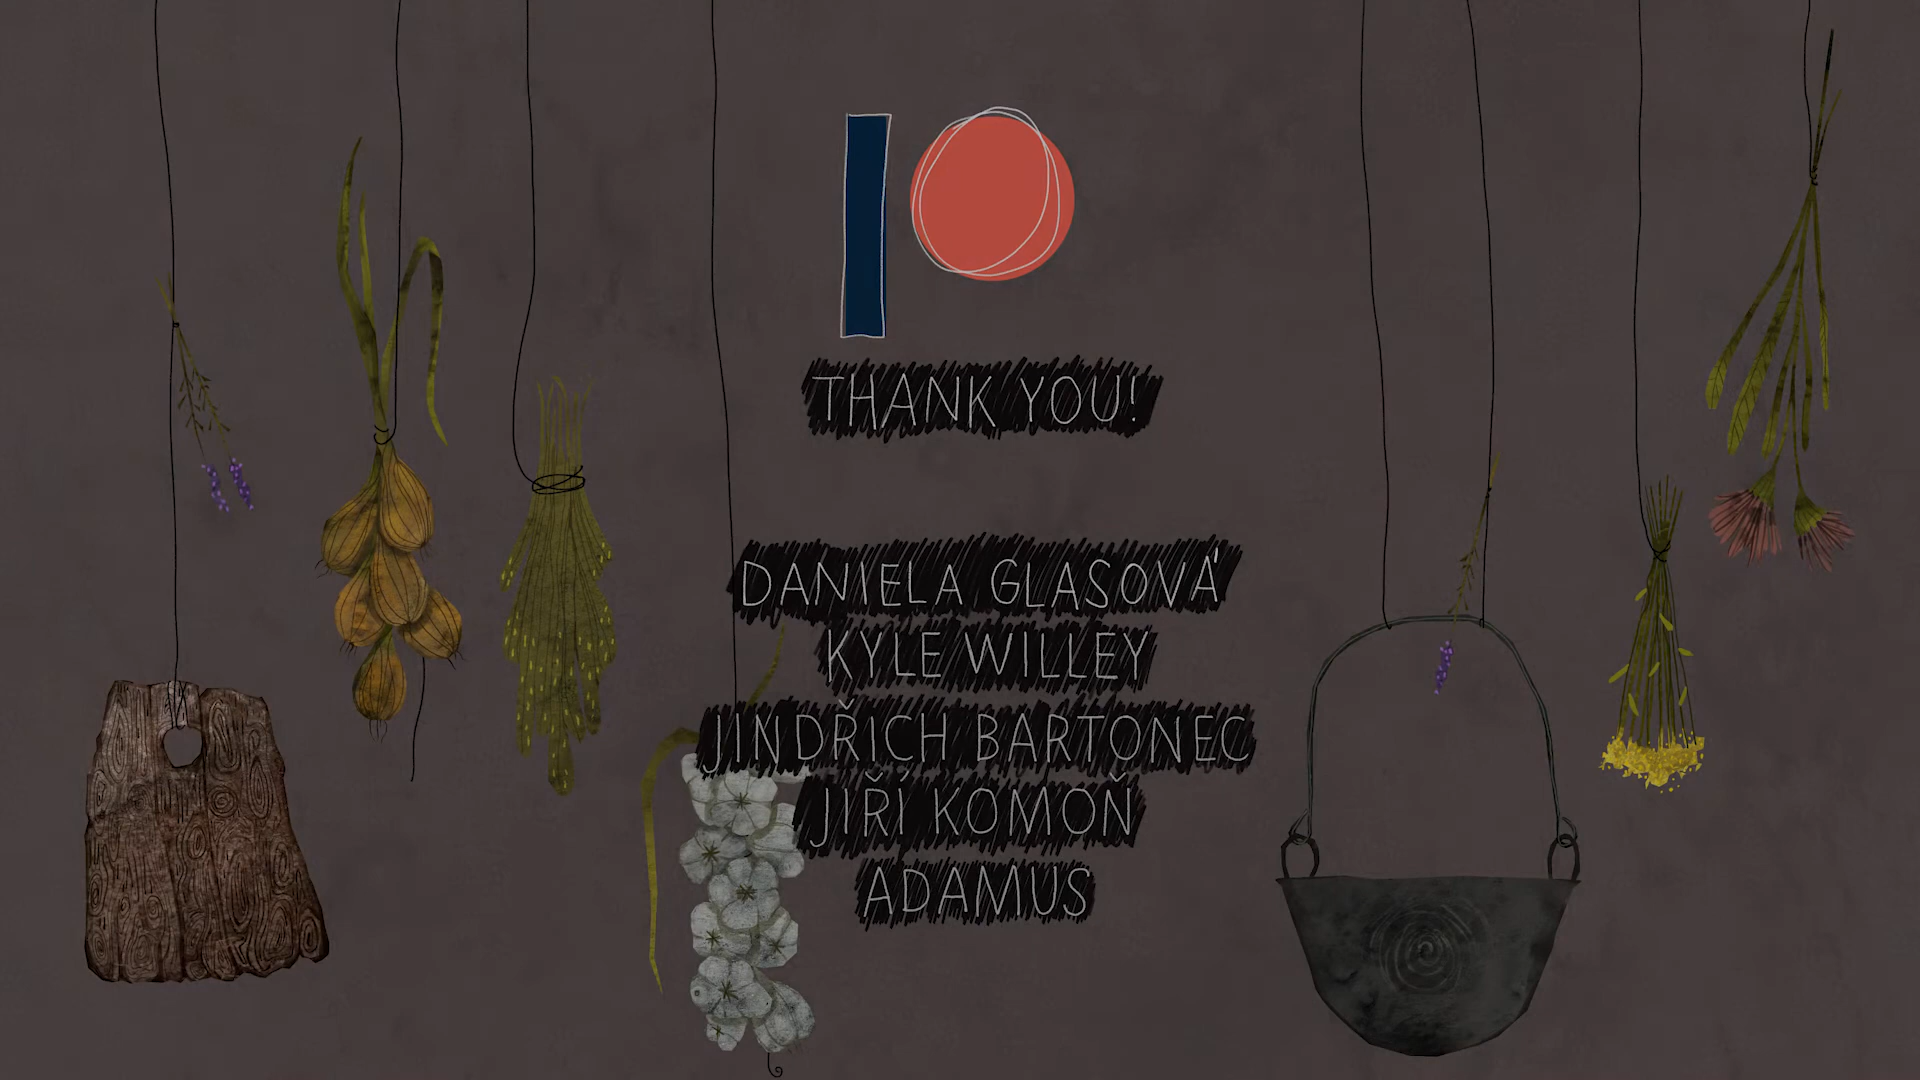 THANK YOU!
DANIELA GLASOVÁ
KYLE WILLEY
JINDŘICH BARTONEC
JIŘÍ KOMOŇ
ADAMUS